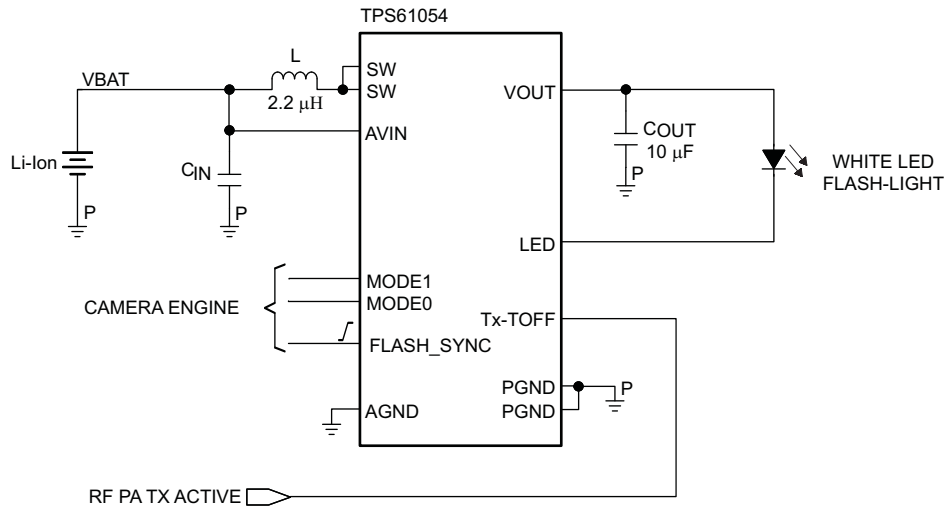 TPS61054
L
SW
VBAT
SW
VOUT
2.2 μH
COUT
AVIN
10 μF
Li-Ion
CIN
P
WHITE LED
FLASH-LIGHT
P
P
LED
MODE1
CAMERA ENGINE
MODE0
Tx-TOFF
FLASH_SYNC
PGND
P
AGND
PGND
RF PA TX ACTIVE